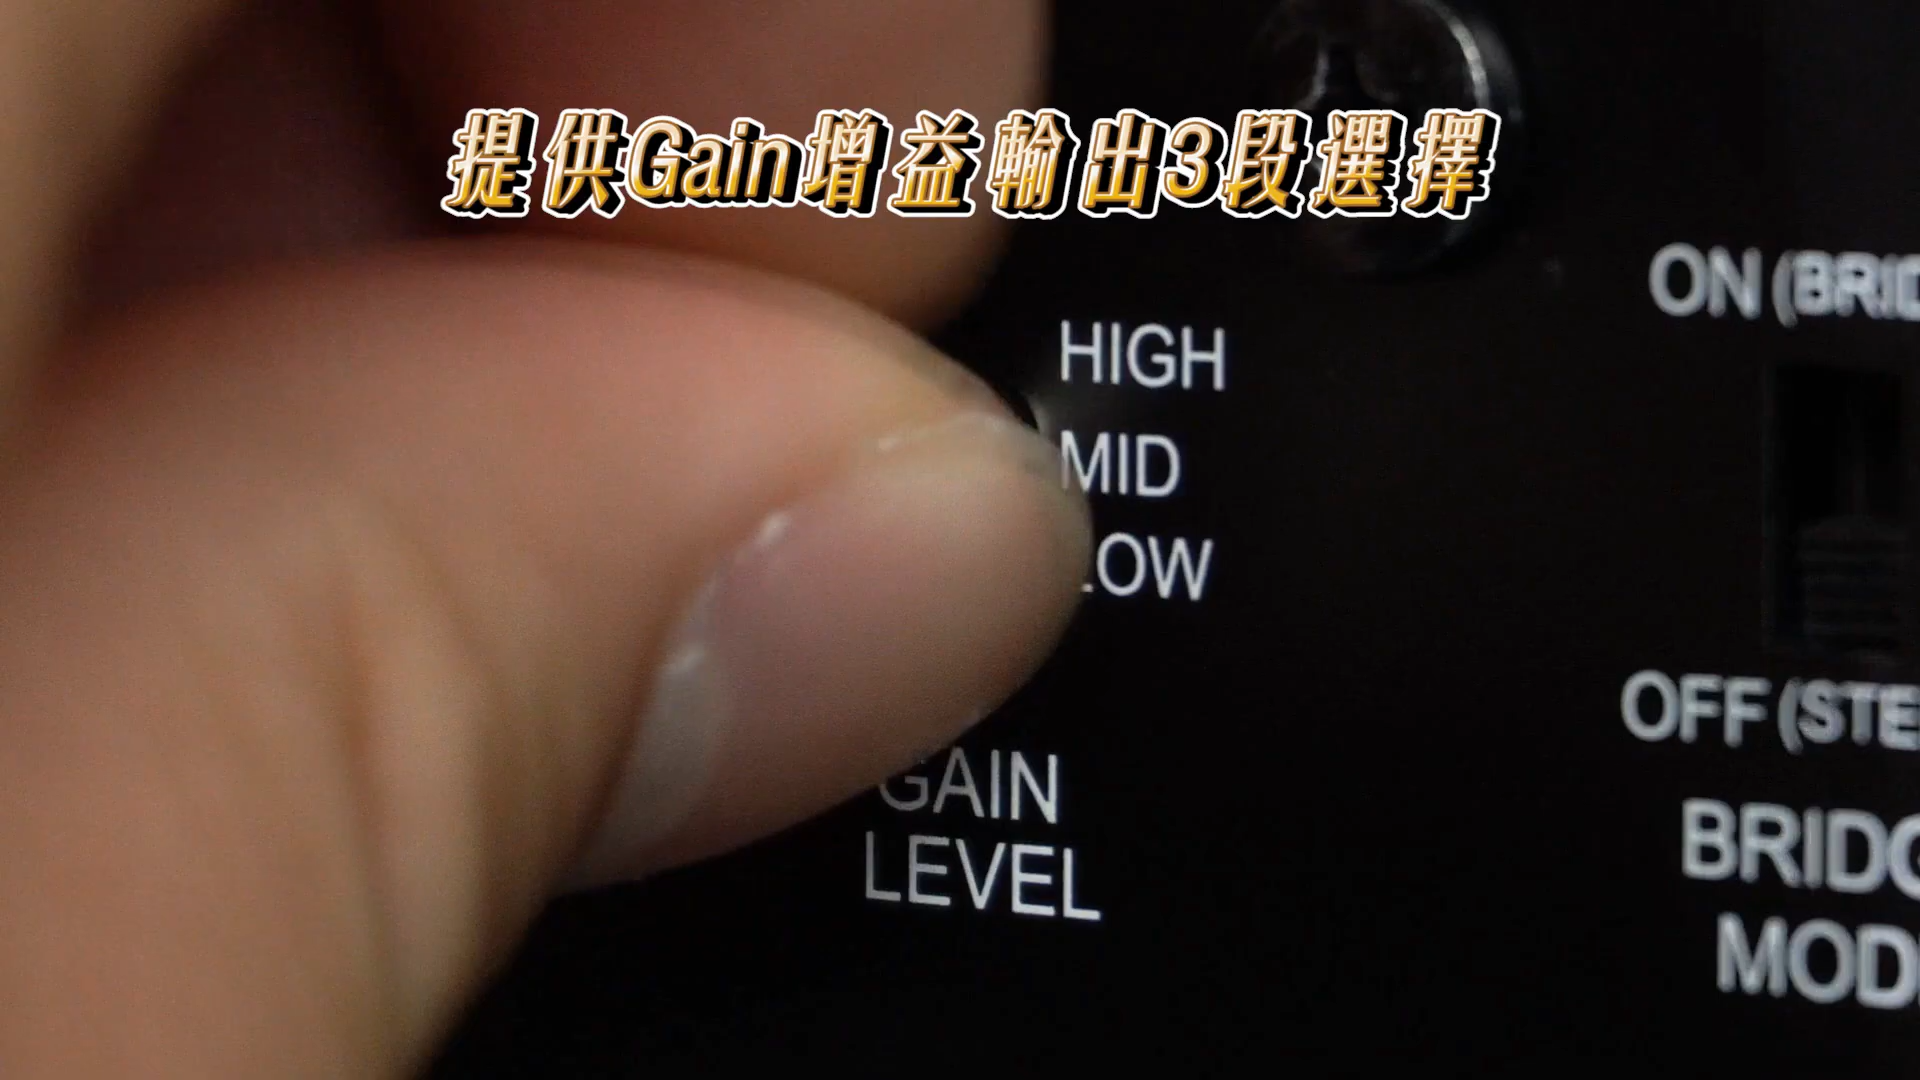 提供Gain增益輸出3段選擇
HIGH
MID
LOW
GAIN
LEVEL
ON (BRID
OFF (STE
BRIDG
MOD